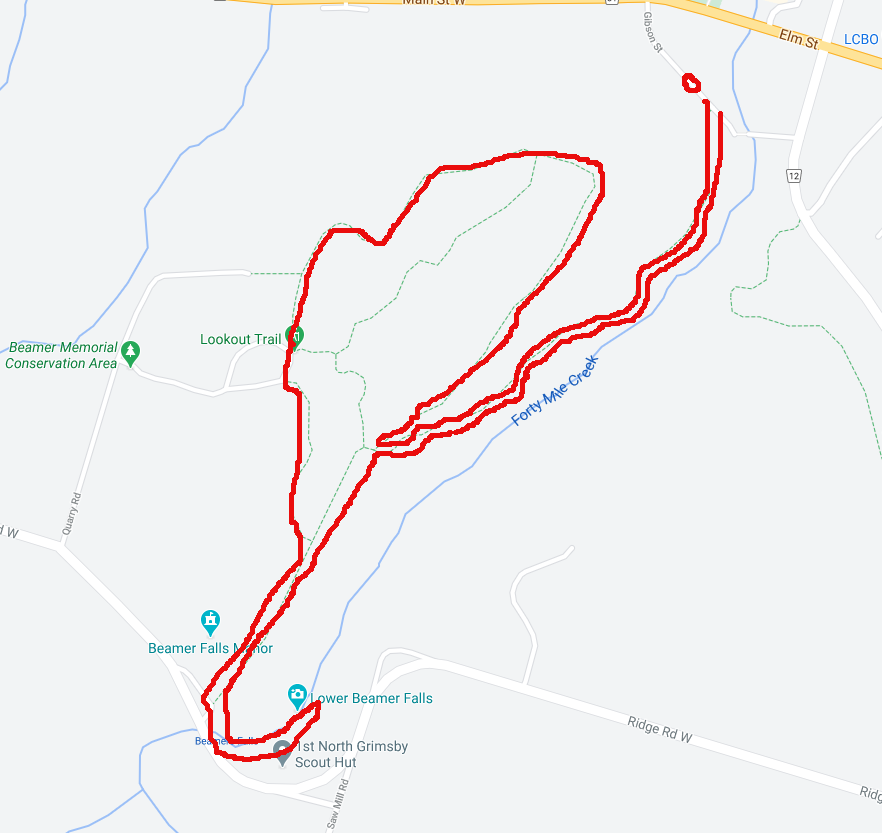 Main St W
Gibson St
Elm St
LCBO
12
Lookout Trail
Beamer Memorial
Conservation Area
Forty Mile Creek
Quarry Rd
d W
Beamer Falls Manor
Lower Beamer Falls
Beamer Falls
1st North Grimsby
Scout Hut
Ridge Rd W
Saw Mill Rd
Ridg